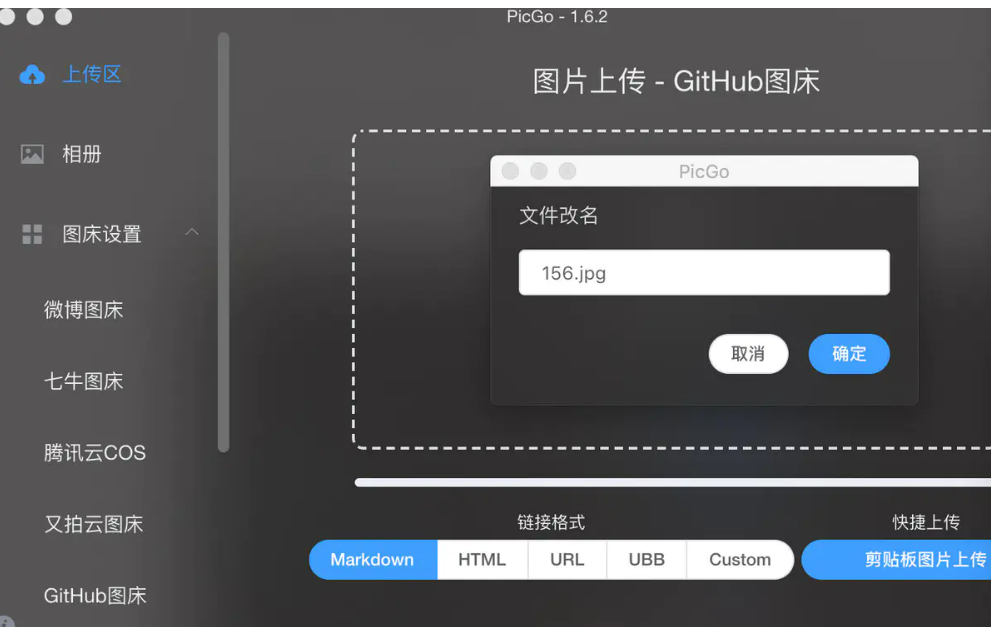 PicGo - 1.6.2
上传区
相册
图床设置
微博图床
七牛图床
腾讯云COS
又拍云图床
GitHub图床
图片上传 - GitHub图床
PicGo
文件改名
156.jpg
取消
确定
链接格式
快捷上传
Markdown
HTML
URL
UBB
Custom
剪贴板图片上传